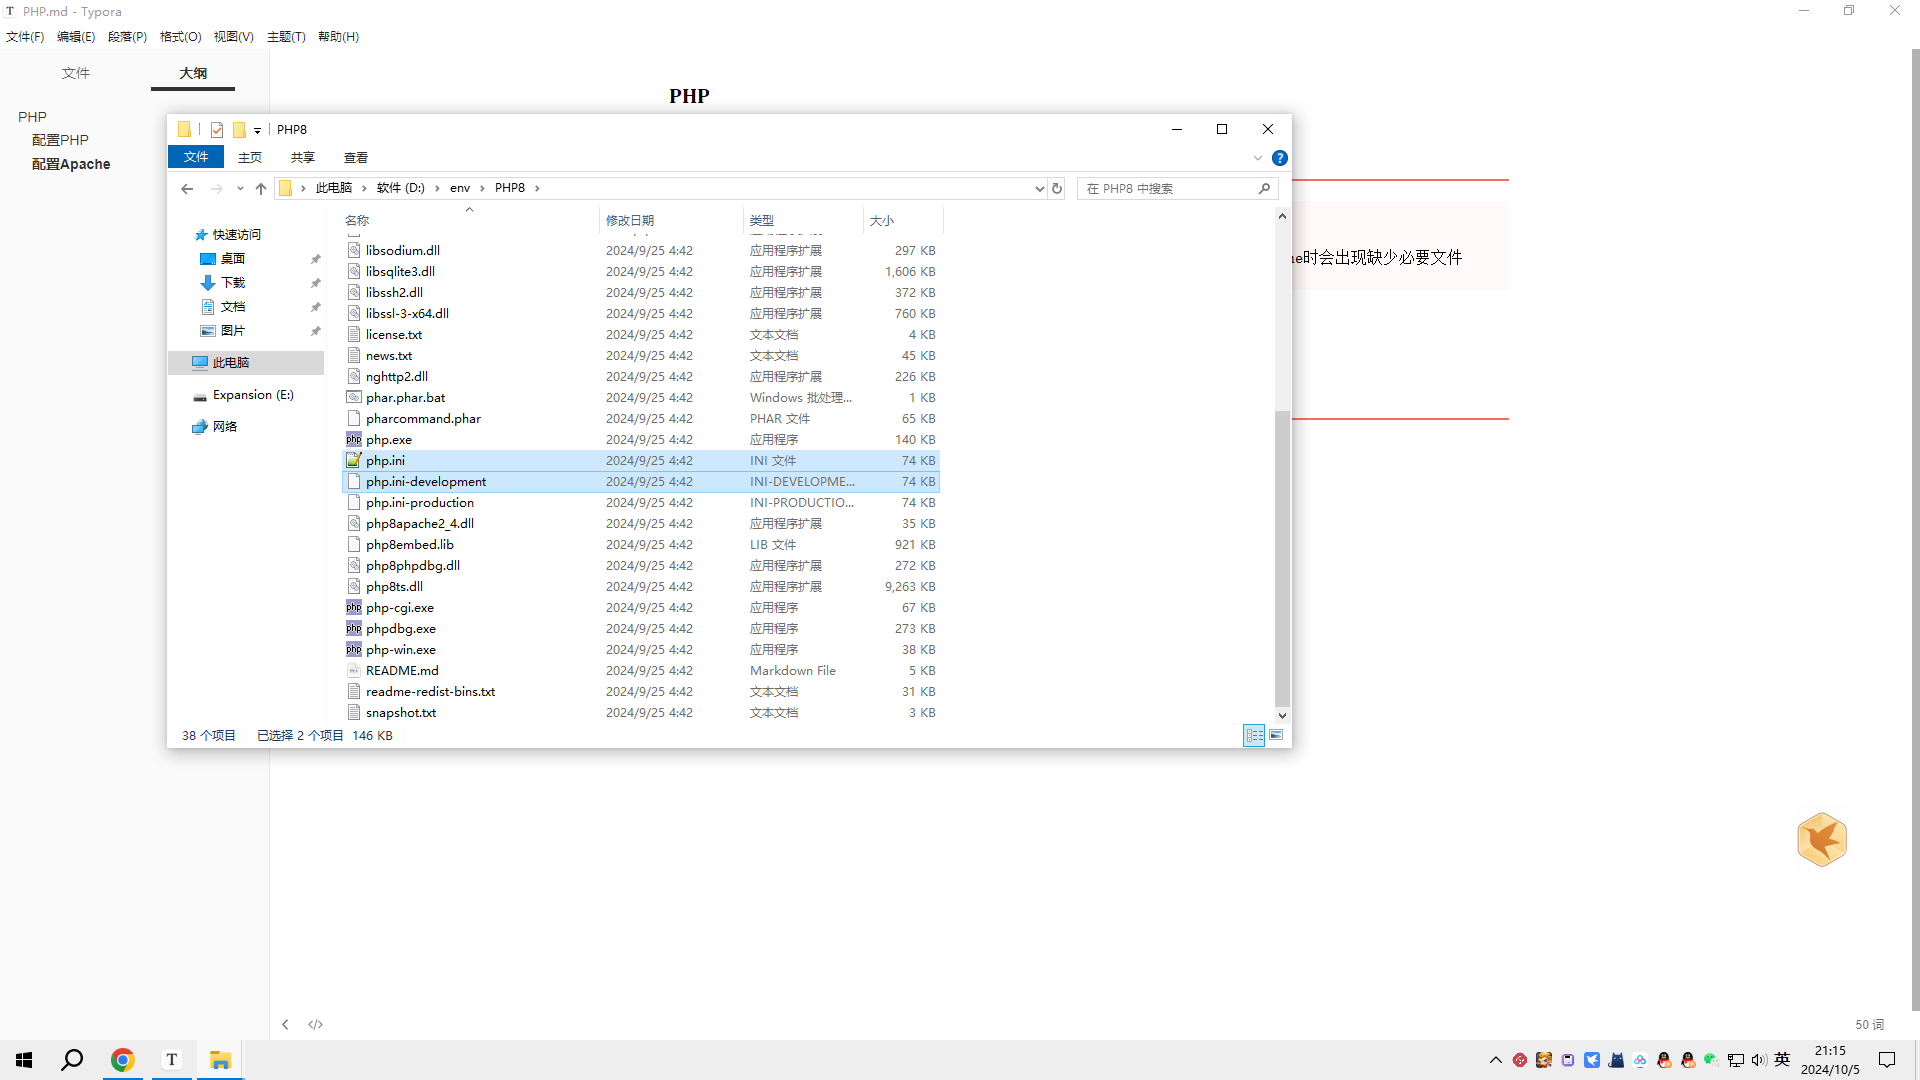 T PHP.md - Typora
文件(F) 编辑(E) 段落(P) 格式(O) 视图(V) 主题(T) 帮助(H)
文件 大纲
PHP
配置PHP
配置Apache
PHP
PHP8
文件 主页 共享 查看
此电脑 软件 (D:) env PHP8
在 PHP8 中搜索
快速访问
桌面
下载
文档
图片
此电脑
Expansion (E:)
网络
名称 修改日期 类型 大小
libsodium.dll 2024/9/25 4:42 应用程序扩展 297 KB
libsqlite3.dll 2024/9/25 4:42 应用程序扩展 1,606 KB
libssh2.dll 2024/9/25 4:42 应用程序扩展 372 KB
libssl-3-x64.dll 2024/9/25 4:42 应用程序扩展 760 KB
license.txt 2024/9/25 4:42 文本文档 4 KB
news.txt 2024/9/25 4:42 文本文档 45 KB
nghttp2.dll 2024/9/25 4:42 应用程序扩展 226 KB
phar.phar.bat 2024/9/25 4:42 Windows 批处理... 1 KB
pharcommand.phar 2024/9/25 4:42 PHAR 文件 65 KB
php php.exe 2024/9/25 4:42 应用程序 140 KB
php.ini 2024/9/25 4:42 INI 文件 74 KB
php.ini-development 2024/9/25 4:42 INI-DEVELOPME... 74 KB
php.ini-production 2024/9/25 4:42 INI-PRODUCTIO... 74 KB
php8apache2_4.dll 2024/9/25 4:42 应用程序扩展 35 KB
php8embed.lib 2024/9/25 4:42 LIB 文件 921 KB
php8phpdbg.dll 2024/9/25 4:42 应用程序扩展 272 KB
php8ts.dll 2024/9/25 4:42 应用程序扩展 9,263 KB
php php-cgi.exe 2024/9/25 4:42 应用程序 67 KB
php phpdbg.exe 2024/9/25 4:42 应用程序 273 KB
php php-win.exe 2024/9/25 4:42 应用程序 38 KB
README.md 2024/9/25 4:42 Markdown File 5 KB
readme-redist-bins.txt 2024/9/25 4:42 文本文档 31 KB
snapshot.txt 2024/9/25 4:42 文本文档 3 KB
38 个项目 已选择 2 个项目 146 KB
时会出现缺少必要文件
</>
50 词
T
英
21:15
2024/10/5